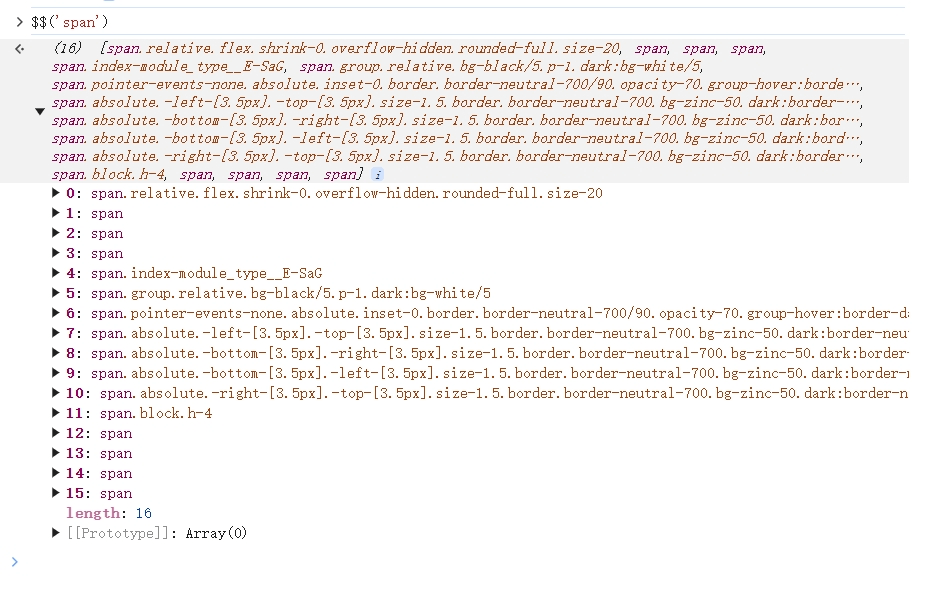 > $$('span')
(16) [span.relative.flex.shrink-0.overflow-hidden.rounded-full.size-20, span, span, span,
span.index-module_type__E-SaG, span.group.relative.bg-black/5.p-1.dark:bg-white/5,
span.pointer-events-none.absolute.inset-0.border.border-neutral-700/90.opacity-70.group-hover:borde…,
span.absolute.-left-[3.5px].-top-[3.5px].size-1.5.border.border-neutral-700.bg-zinc-50.dark:border-…,
span.absolute.-bottom-[3.5px].-right-[3.5px].size-1.5.border.border-neutral-700.bg-zinc-50.dark:bor…,
span.absolute.-bottom-[3.5px].-left-[3.5px].size-1.5.border.border-neutral-700.bg-zinc-50.dark:bord…,
span.absolute.-right-[3.5px].-top-[3.5px].size-1.5.border.border-neutral-700.bg-zinc-50.dark:border…,
span.block.h-4, span, span, span, span] i
0: span.relative.flex.shrink-0.overflow-hidden.rounded-full.size-20
1: span
2: span
3: span
4: span.index-module_type__E-SaG
5: span.group.relative.bg-black/5.p-1.dark:bg-white/5
6: span.pointer-events-none.absolute.inset-0.border.border-neutral-700/90.opacity-70.group-hover:border-d
7: span.absolute.-left-[3.5px].-top-[3.5px].size-1.5.border.border-neutral-700.bg-zinc-50.dark:border-neu
8: span.absolute.-bottom-[3.5px].-right-[3.5px].size-1.5.border.border-neutral-700.bg-zinc-50.dark:border-
9: span.absolute.-bottom-[3.5px].-left-[3.5px].size-1.5.border.border-neutral-700.bg-zinc-50.dark:border-n
10: span.absolute.-right-[3.5px].-top-[3.5px].size-1.5.border.border-neutral-700.bg-zinc-50.dark:border-n
11: span.block.h-4
12: span
13: span
14: span
15: span
length: 16
[[Prototype]]: Array(0)
>